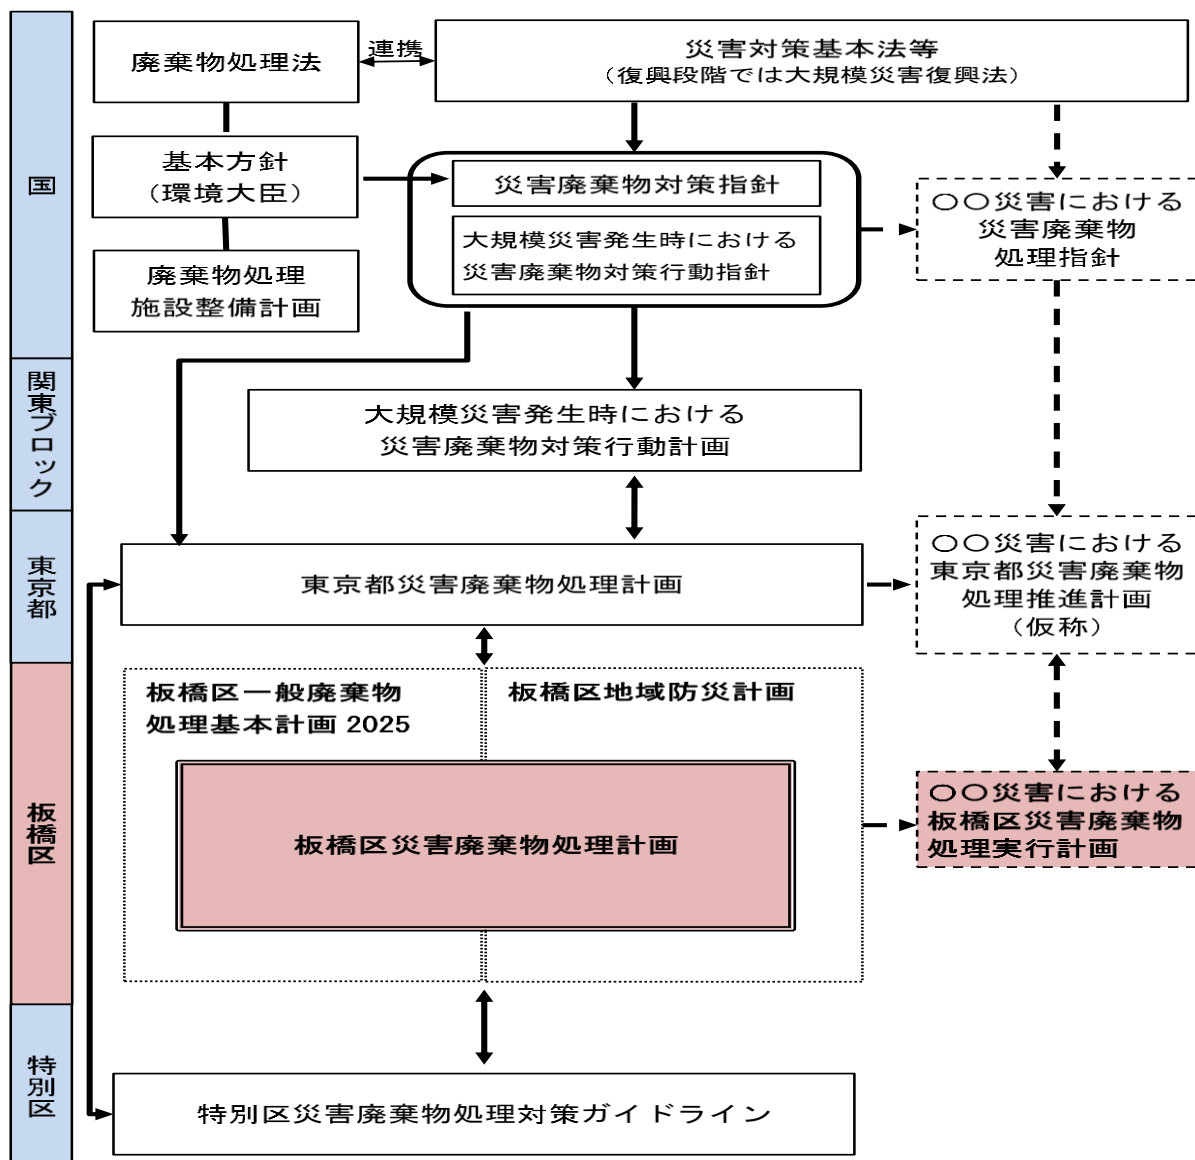 国
廃棄物処理法
連携
災害対策基本法等
（復興段階では大規模災害復興法）
基本方針
（環境大臣）
災害廃棄物対策指針
大規模災害発生時における
災害廃棄物対策行動指針
〇〇災害における
災害廃棄物
処理指針
廃棄物処理
施設整備計画
関東ブロック
大規模災害発生時における
災害廃棄物対策行動計画
東京都
東京都災害廃棄物処理計画
〇〇災害における
東京都災害廃棄物
処理推進計画
（仮称）
板橋区
板橋区一般廃棄物
処理基本計画 2025
板橋区地域防災計画
板橋区災害廃棄物処理計画
〇〇災害における
板橋区災害廃棄物
処理実行計画
特別区
特別区災害廃棄物処理対策ガイドライン